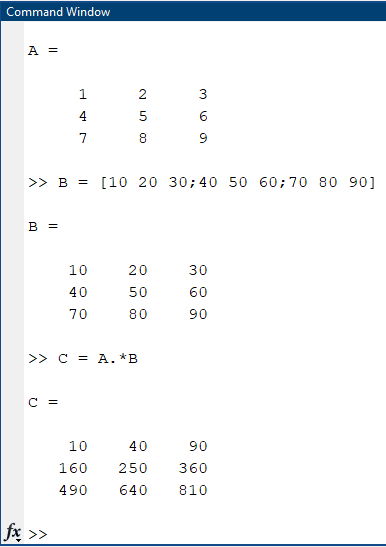 Command Window
A =
1 2 3
4 5 6
7 8 9
>> B = [10 20 30;40 50 60;70 80 90]
B =
10 20 30
40 50 60
70 80 90
>> C = A.*B
C =
10 40 90
160 250 360
490 640 810
fx >>